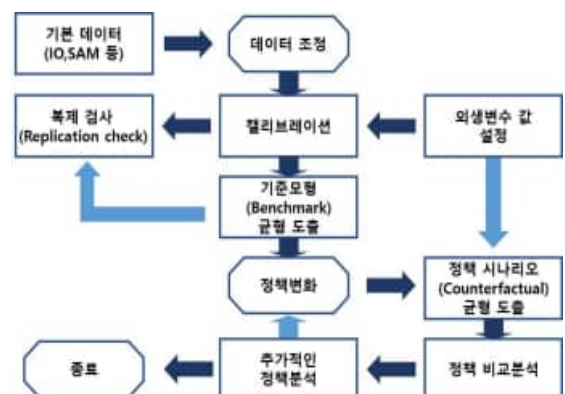 기본 데이터
(IO,SAM 등)
데이터 조정
복제 검사
(Replication check)
캘리브레이션
외생변수 값
설정
기준모형
(Benchmark)
균형 도출
정책변화
정책 시나리오
(Counterfactual)
균형 도출
종료
추가적인
정책분석
정책 비교분석